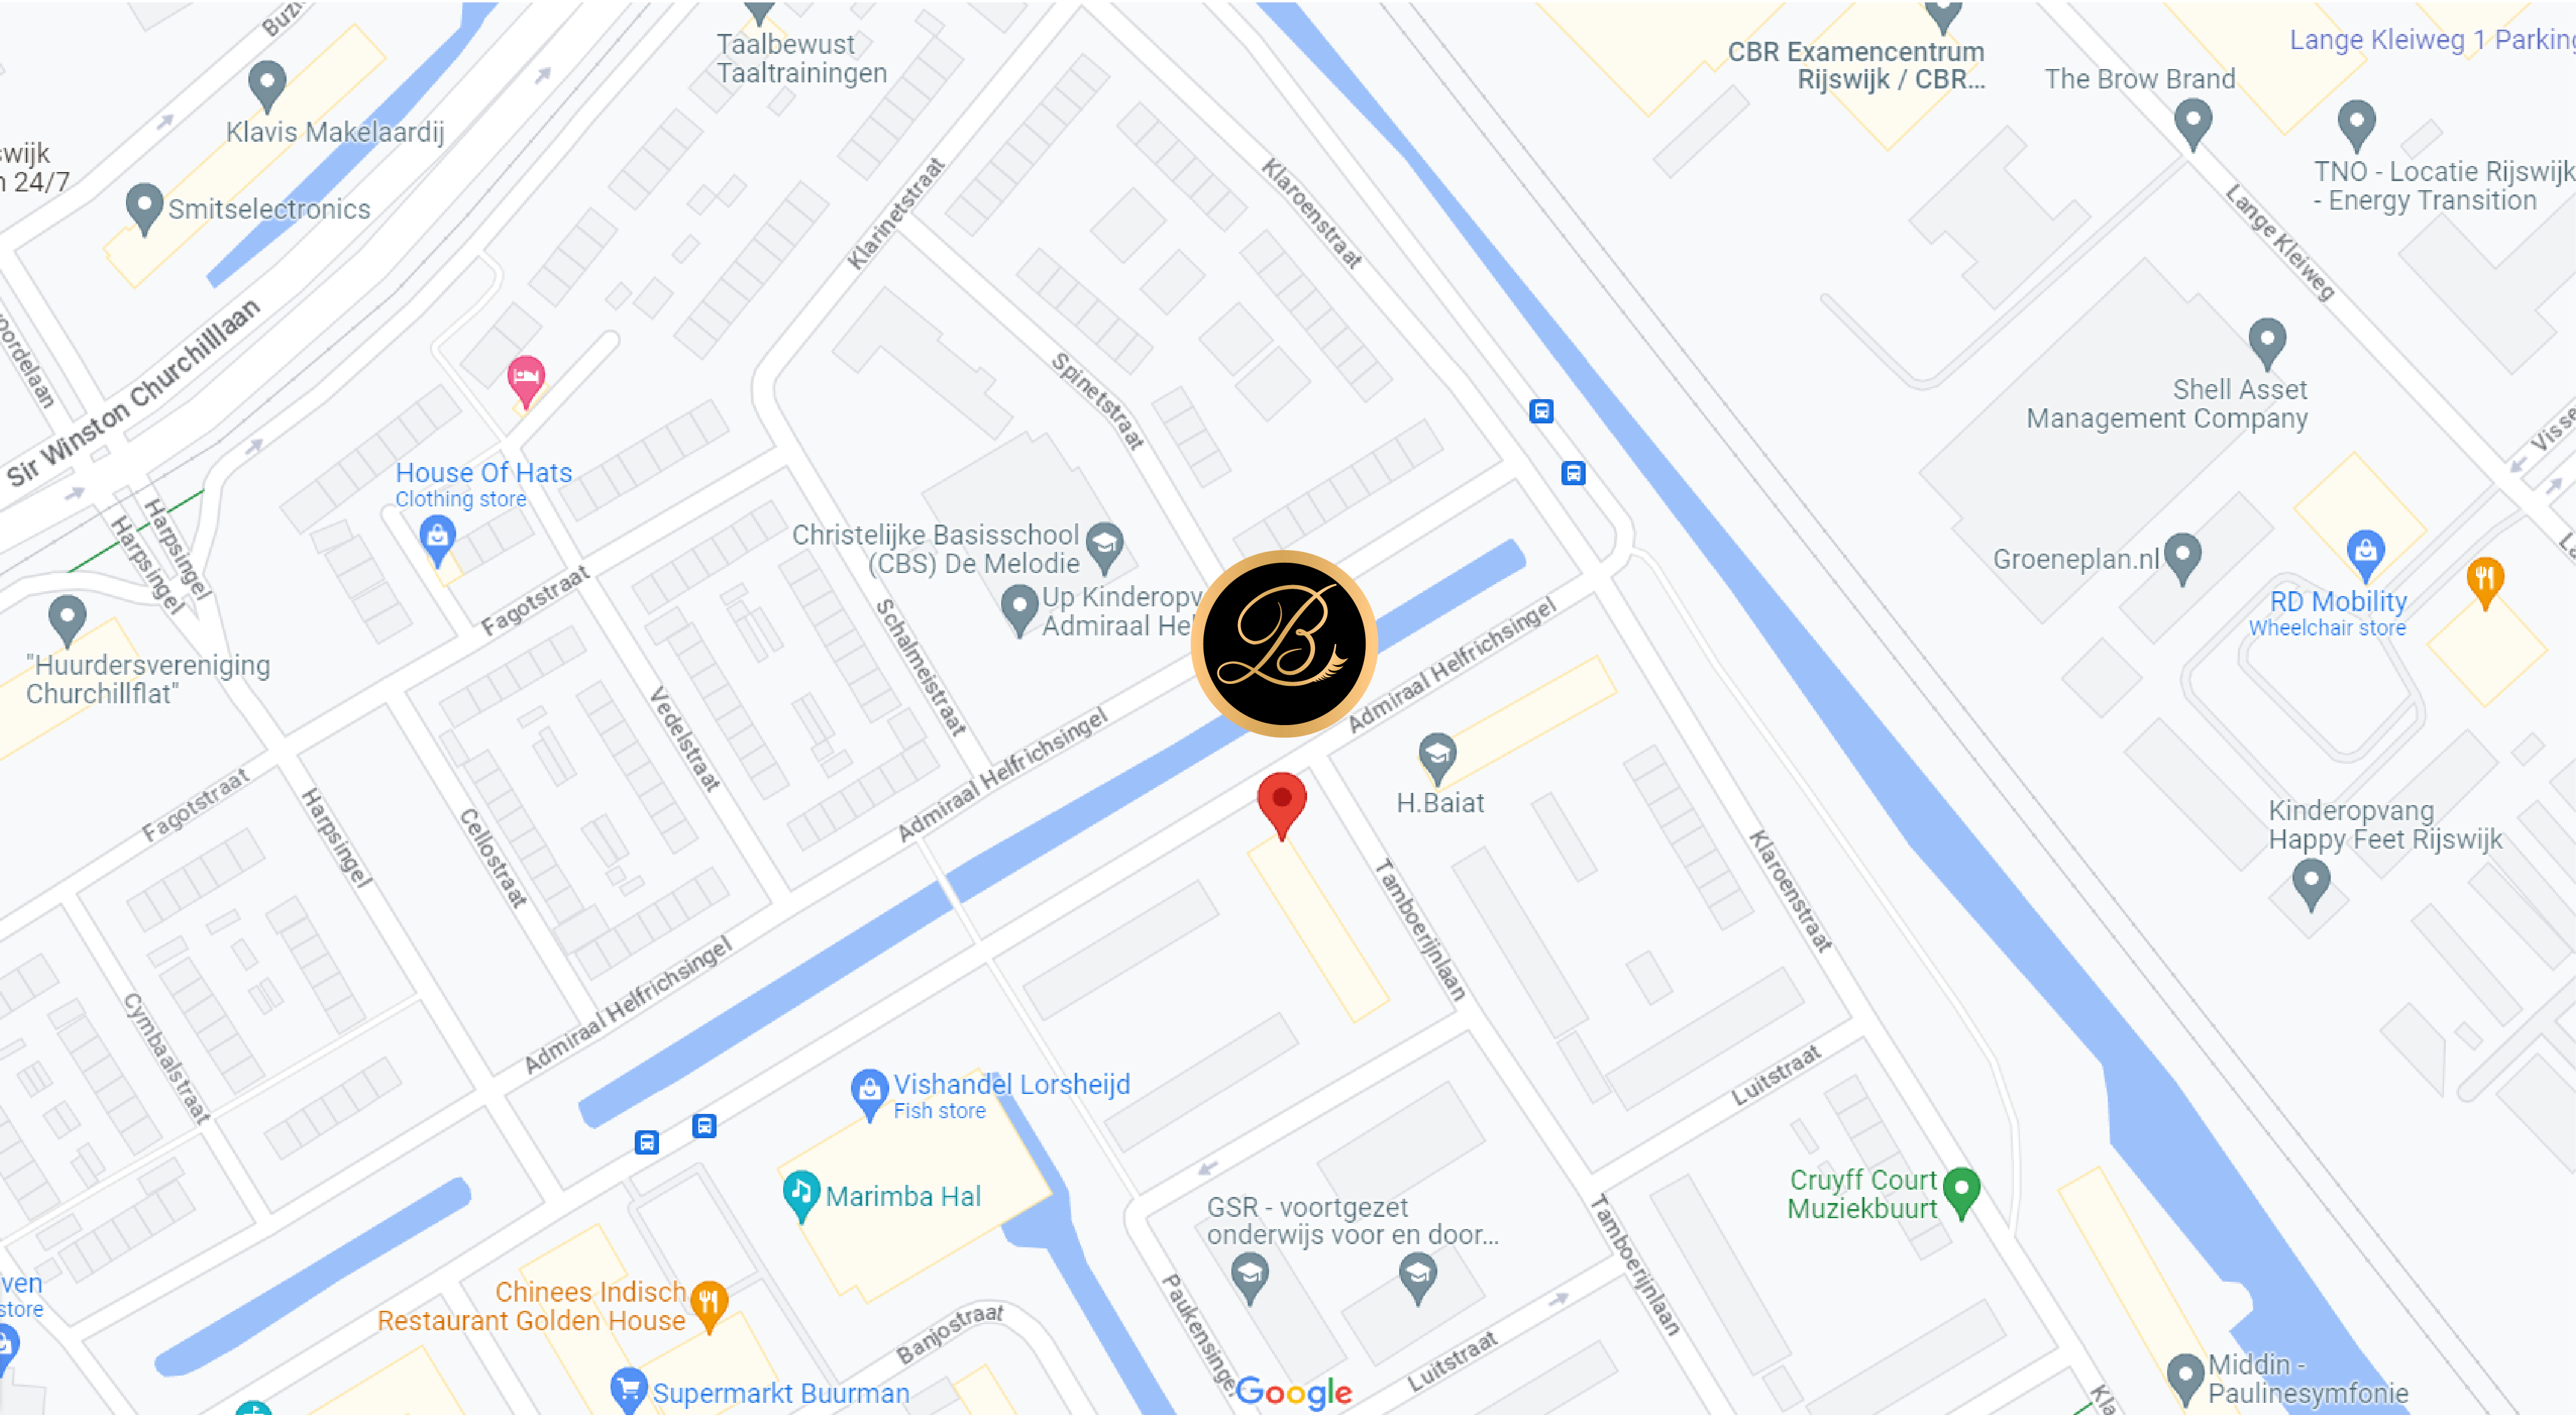 Taalbewust
Taaltrainingen
CBR Examencentrum
Rijswijk / CBR...
Lange Kleiweg 1 Parking
The Brow Brand
Klavis Makelaardij
swijk
n 24/7
Smitselectronics
TNO - Locatie Rijswijk
- Energy Transition
Klarinetstraat
Klaroenstraat
Lange Kleiweg
Sir Winston Churchilllaan
Spinetstraat
Shell Asset
Management Company
House Of Hats
Clothing store
Harpsingel
Harpsingel
Christelijke Basisschool
(CBS) De Melodie
Up Kinderopv
Admiraal He
Groeneplan.nl
RD Mobility
Wheelchair store
Fagotstraat
Schalmeistraat
B
Admiraal Helfrichsingel
"Huurdersvereniging
Churchillflat"
Vedelstraat
Admiraal Helfrichsingel
H.Baiat
Fagotstraat
Harpsingel
Cellostraat
Tamboerijnlaan
Klaroenstraat
Kinderopvang
Happy Feet Rijswijk
Admiraal Helfrichsingel
Cymbaalstraat
Luitstraat
Vishandel Lorsheijd
Fish store
Marimba Hal
Cruyff Court
Muziekbuurt
GSR - voortgezet
onderwijs voor en door...
Tamboerijnlaan
ven
store
Chinees Indisch
Restaurant Golden House
Banjostraat
Paukensingel
Luitstraat
Google
Supermarkt Buurman
Middin -
Paulinesymfonie
Kla